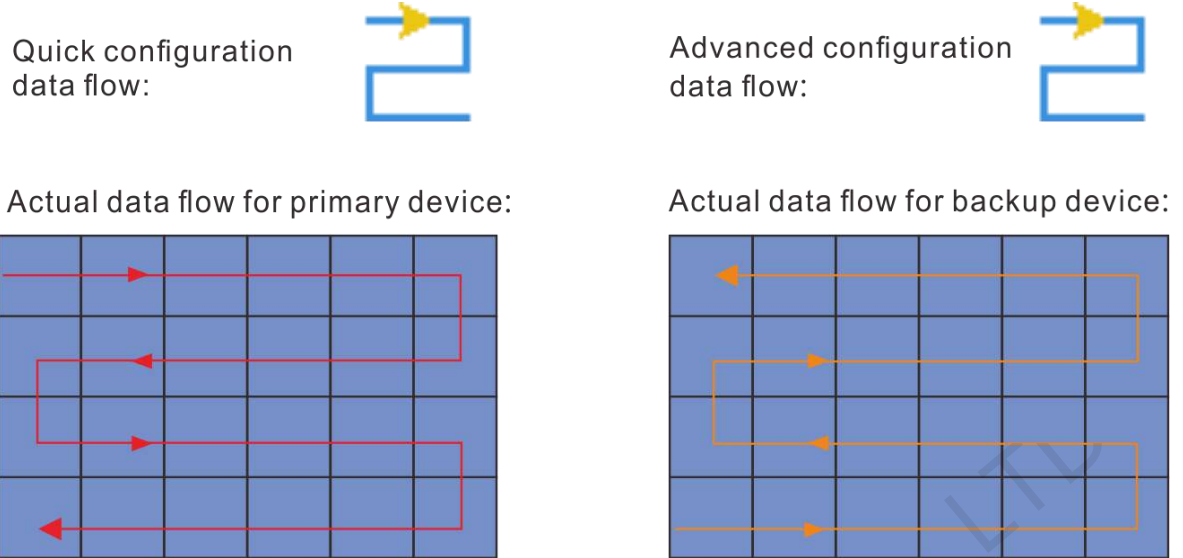 Quick configuration
data flow:
Advanced configuration
data flow:
Actual data flow for primary device:
Actual data flow for backup device:
LTD